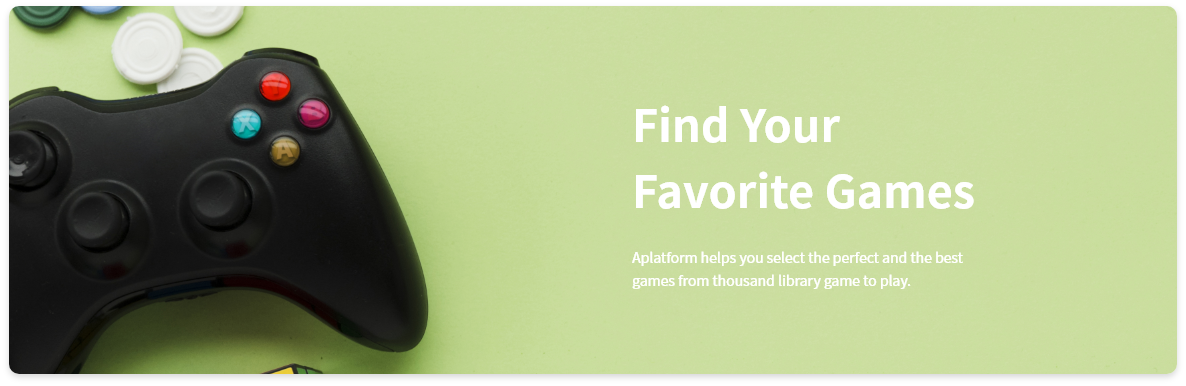 Find Your
Favorite Games
Aplatform helps you select the perfect and the best
games from thousand library game to play.